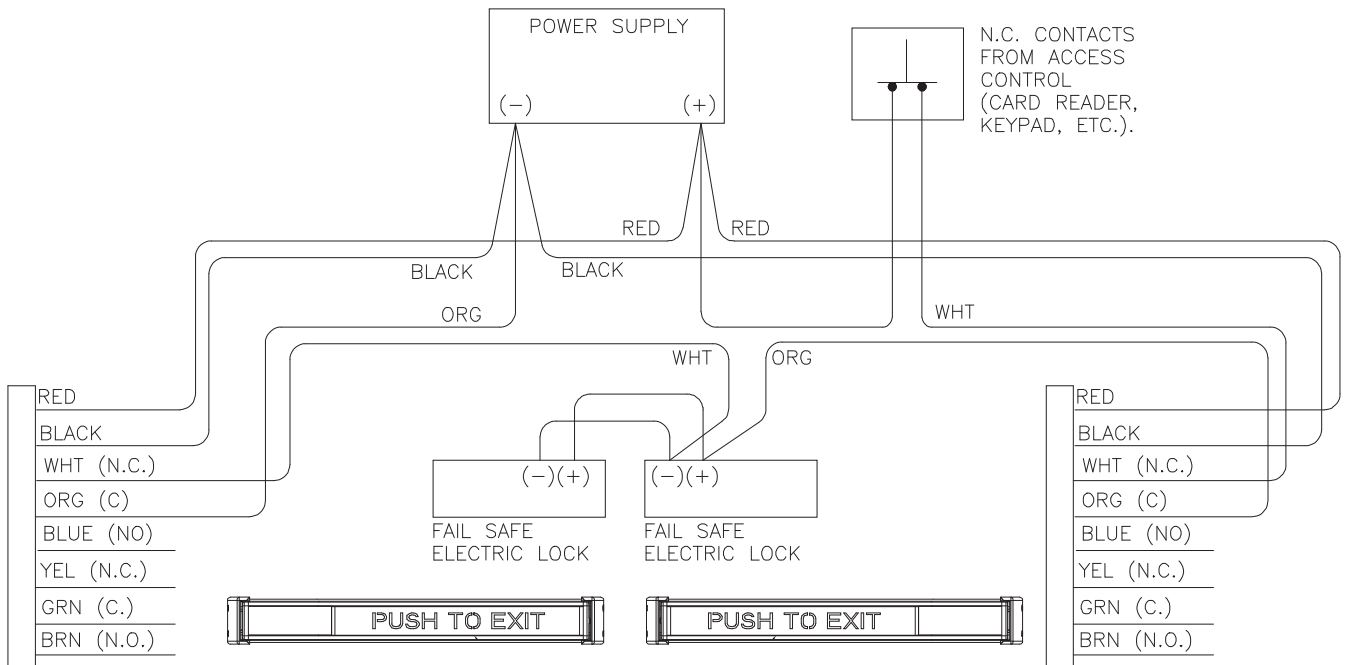 POWER SUPPLY
(−)
(+)
N.C. CONTACTS
FROM ACCESS
CONTROL
(CARD READER,
KEYPAD, ETC.).
RED
RED
BLACK
BLACK
ORG
WHT
WHT
ORG
RED
BLACK
WHT (N.C.)
ORG (C)
BLUE (NO)
YEL (N.C.)
GRN (C.)
BRN (N.O.)
(−)(+)
FAIL SAFE
ELECTRIC LOCK
(−)(+)
FAIL SAFE
ELECTRIC LOCK
PUSH TO EXIT
PUSH TO EXIT
RED
BLACK
WHT (N.C.)
ORG (C)
BLUE (NO)
YEL (N.C.)
GRN (C.)
BRN (N.O.)